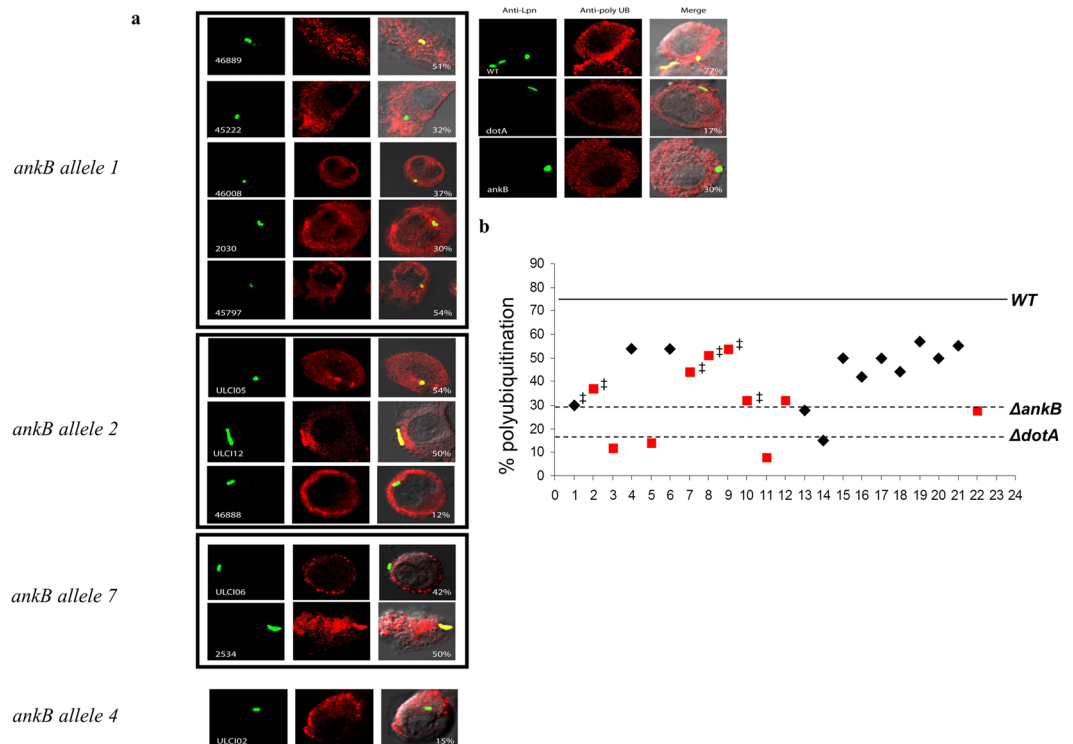 a
ankB allele 1
46889
51%
45222
32%
46008
37%
2030
30%
45797
54%
ankB allele 2
ULCI05
54%
ULCI12
50%
46888
12%
ankB allele 7
ULCI06
42%
2534
50%
ankB allele 4
ULCI02
15%
Anti-Lpn Anti-poly UB Merge
WT
77%
dotA
17%
ankB
30%
b
% polyubiquitination
90
80
70
60
50
40
30
20
10
0
WT
ΔankB
ΔdotA
‡ ‡ ‡ ‡ ‡ ‡
0 1 2 3 4 5 6 7 8 9 10 11 12 13 14 15 16 17 18 19 20 21 22 23 24